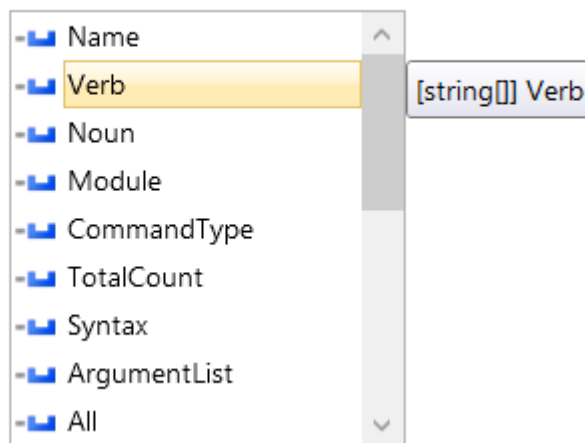 Name
Verb
[string[]] Verb
Noun
Module
CommandType
TotalCount
Syntax
ArgumentList
All